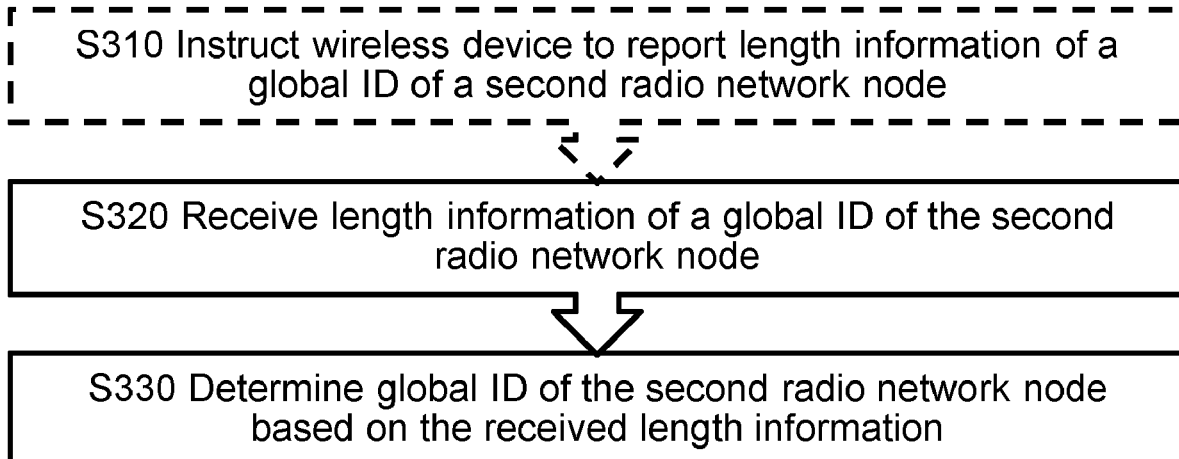 S310 Instruct wireless device to report length information of a
global ID of a second radio network node
S320 Receive length information of a global ID of the second
radio network node
S330 Determine global ID of the second radio network node
based on the received length information